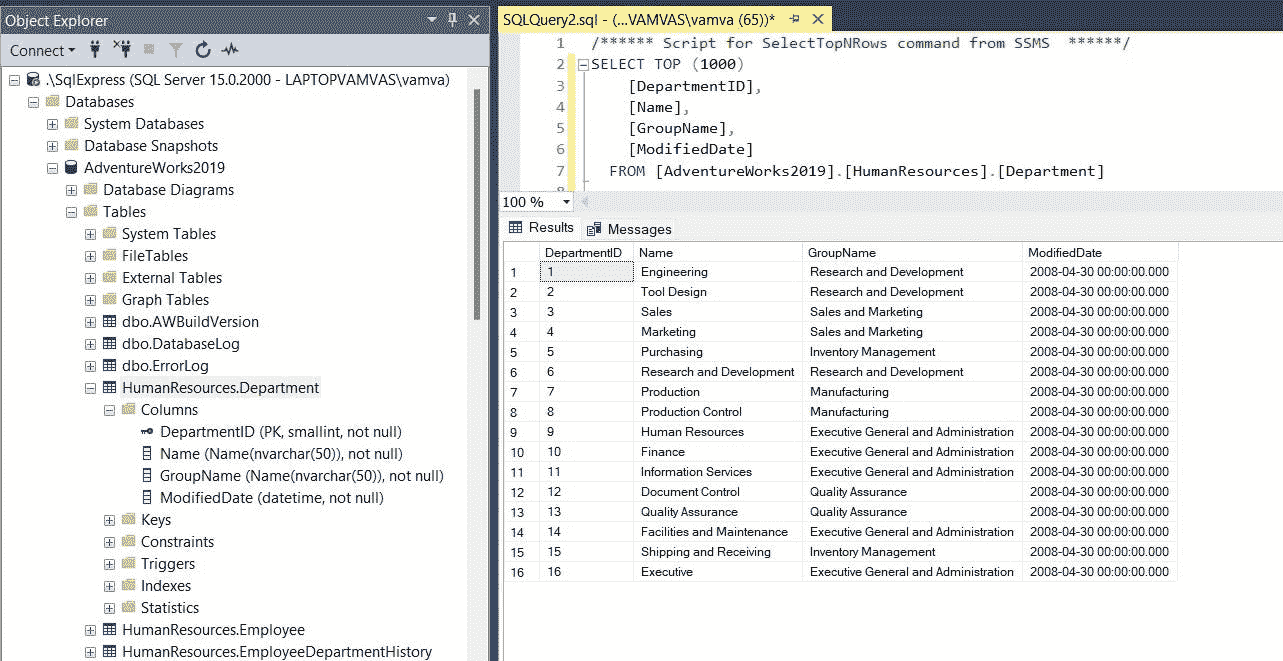 Object Explorer
Connect
.\SqlExpress (SQL Server 15.0.2000 - LAPTOPVAMVAS\vamva)
Databases
System Databases
Database Snapshots
AdventureWorks2019
Database Diagrams
Tables
System Tables
FileTables
External Tables
Graph Tables
dbo.AWBuildVersion
dbo.DatabaseLog
dbo.ErrorLog
HumanResources.Department
Columns
DepartmentID (PK, smallint, not null)
Name (Name(nvarchar(50)), not null)
GroupName (Name(nvarchar(50)), not null)
ModifiedDate (datetime, not null)
Keys
Constraints
Triggers
Indexes
Statistics
HumanResources.Employee
HumanResources.EmployeeDepartmentHistory
SQLQuery2.sql - (...VAMVAS\vamva (65))*
1 /****** Script for SelectTopNRows command from SSMS ******/
2 SELECT TOP (1000)
3 [DepartmentID],
4 [Name],
5 [GroupName],
6 [ModifiedDate]
7 FROM [AdventureWorks2019].[HumanResources].[Department]
100 %
Results Messages
DepartmentID Name GroupName ModifiedDate
1 1 Engineering Research and Development 2008-04-30 00:00:00.000
2 2 Tool Design Research and Development 2008-04-30 00:00:00.000
3 3 Sales Sales and Marketing 2008-04-30 00:00:00.000
4 4 Marketing Sales and Marketing 2008-04-30 00:00:00.000
5 5 Purchasing Inventory Management 2008-04-30 00:00:00.000
6 6 Research and Development Research and Development 2008-04-30 00:00:00.000
7 7 Production Manufacturing 2008-04-30 00:00:00.000
8 8 Production Control Manufacturing 2008-04-30 00:00:00.000
9 9 Human Resources Executive General and Administration 2008-04-30 00:00:00.000
10 10 Finance Executive General and Administration 2008-04-30 00:00:00.000
11 11 Information Services Executive General and Administration 2008-04-30 00:00:00.000
12 12 Document Control Quality Assurance 2008-04-30 00:00:00.000
13 13 Quality Assurance Quality Assurance 2008-04-30 00:00:00.000
14 14 Facilities and Maintenance Executive General and Administration 2008-04-30 00:00:00.000
15 15 Shipping and Receiving Inventory Management 2008-04-30 00:00:00.000
16 16 Executive Executive General and Administration 2008-04-30 00:00:00.000